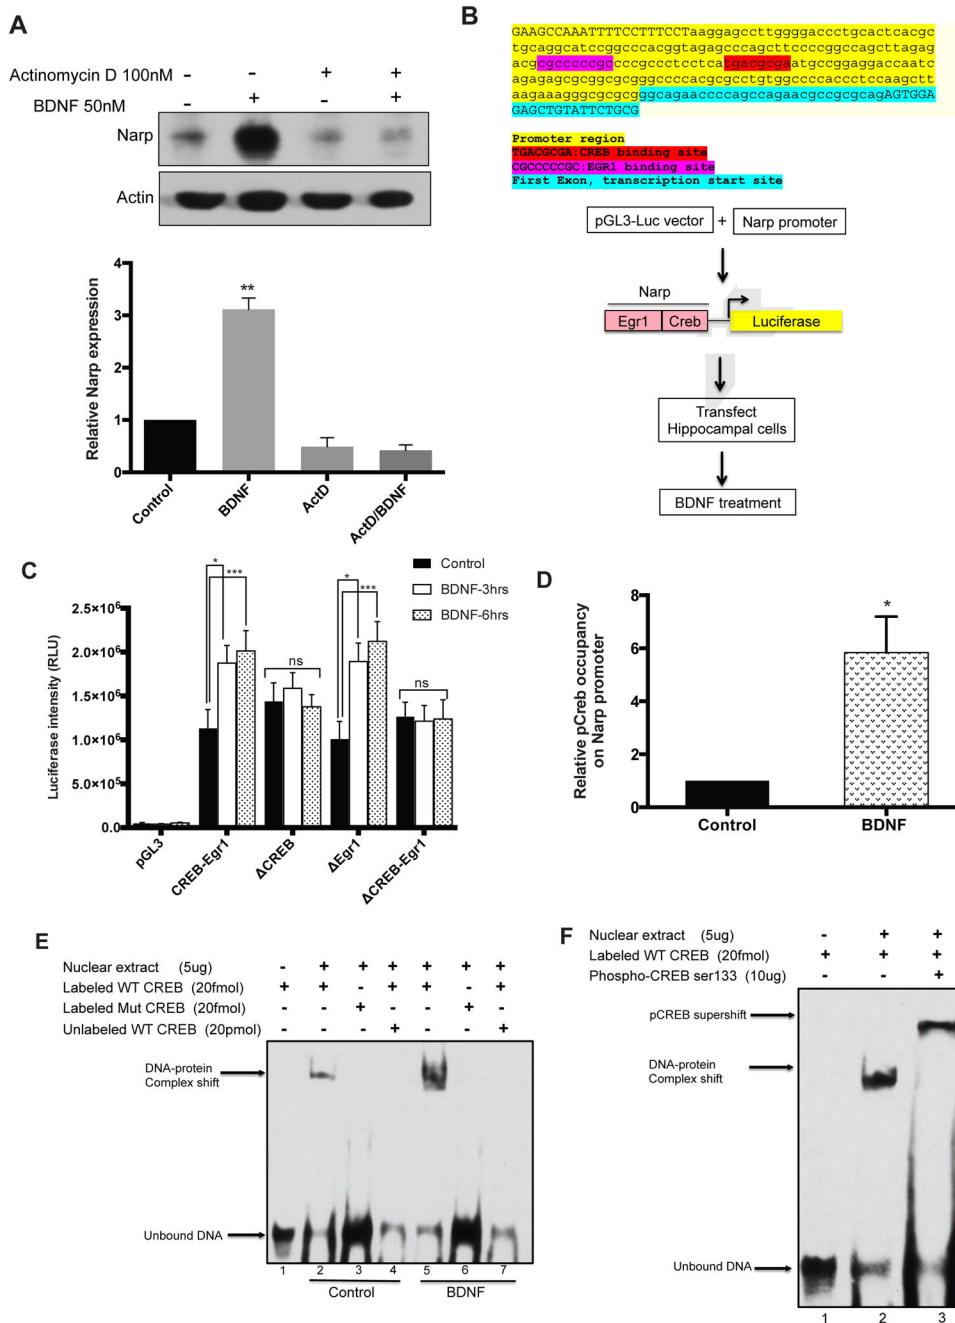 A
Actinomycin D 100nM - - + +
BDNF 50nM - + - +
Narp
Actin
Relative Narp expression
4
3
2
1
0
Control
BDNF
ActD
ActD/BDNF
**
B
GAAGCCAAATTTTCCTTTCCTaaggagccttggggaccctgcactcacgc
tgcaggcatccggcccacggtagagcccagcttccccggccagcttagag
acgcgcccccgccccgccctcctcatgacgcgaatgccggaggaccaatc
agagagcgcggcgcgggcccccacgcgcctgtggccccaccctccaagctt
aagaaagggcgcgcgggcagaaccccagccagaacgccgcgcagAGTGGA
GAGCTGTATTCTGCG
Promoter region
TGACGCGA:CREB binding site
CGCCCCCGC:EGR1 binding site
First Exon, transcription start site
pGL3-Luc vector + Narp promoter
Narp
Egr1 Creb Luciferase
Transfect
Hippocampal cells
BDNF treatment
C
Control
BDNF-3hrs
BDNF-6hrs
Luciferase intensity (RLU)
2.5×10⁶
2.0×10⁶
1.5×10⁶
1.0×10⁶
5.0×10⁵
0.0
* *** ns * *** ns
pGL3
CREB-Egr1
ΔCREB
ΔEgr1
ΔCREB-Egr1
D
Relative pCreb occupancy
on Narp promoter
8
6
4
2
0
*
Control BDNF
E
Nuclear extract (5ug) - + + + + + +
Labeled WT CREB (20fmol) + + - + + - +
Labeled Mut CREB (20fmol) - - + - - + -
Unlabeled WT CREB (20pmol) - - - + - - +
DNA-protein
Complex shift
Unbound DNA
1 2 3 4 5 6 7
Control BDNF
F
Nuclear extract (5ug) - + +
Labeled WT CREB (20fmol) + + +
Phospho-CREB ser133 (10ug) - - +
pCREB supershift
DNA-protein
Complex shift
Unbound DNA
1 2 3